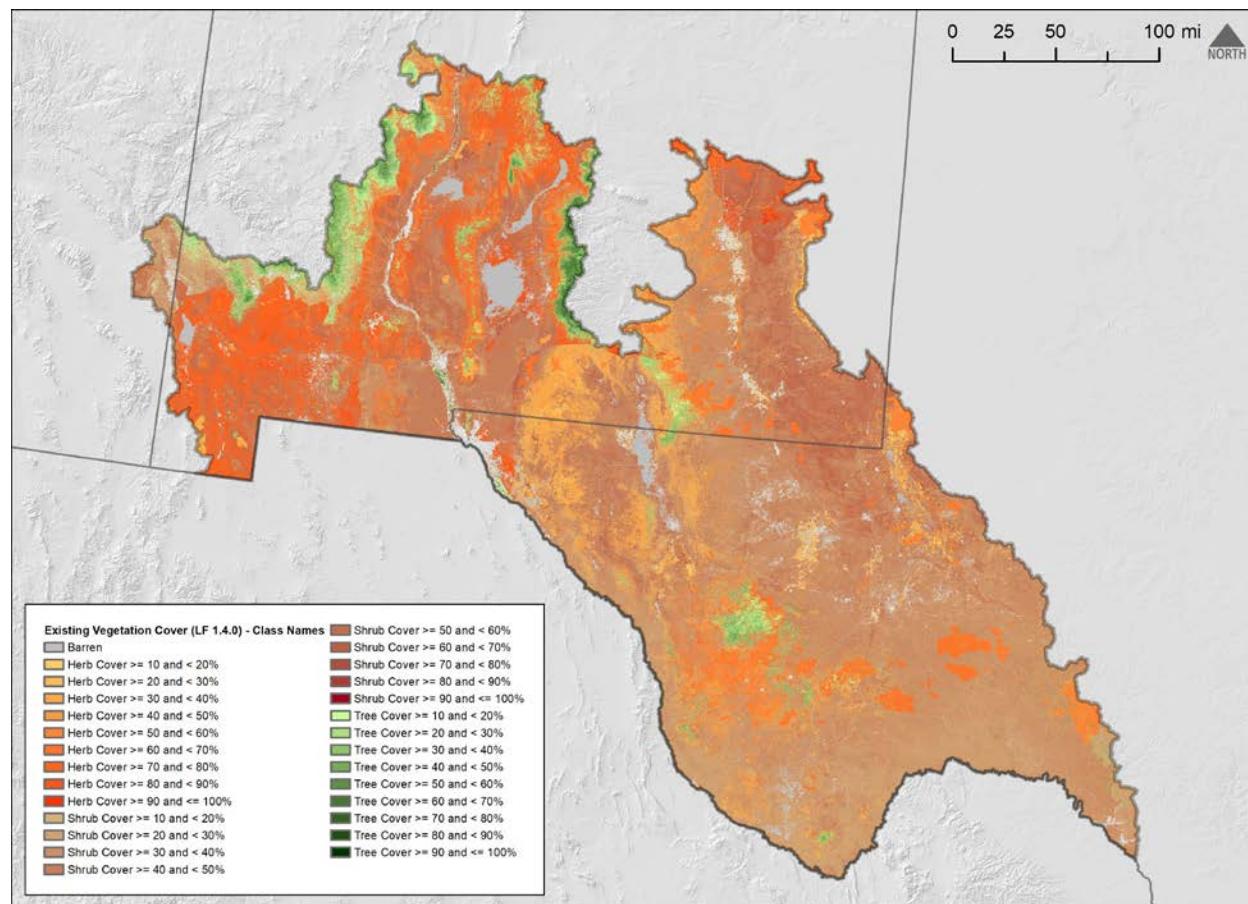 0 25 50 100 mi
NORTH
Existing Vegetation Cover (LF 1.4.0) - Class Names
Barren
Herb Cover >= 10 and < 20%
Herb Cover >= 20 and < 30%
Herb Cover >= 30 and < 40%
Herb Cover >= 40 and < 50%
Herb Cover >= 50 and < 60%
Herb Cover >= 60 and < 70%
Herb Cover >= 70 and < 80%
Herb Cover >= 80 and < 90%
Herb Cover >= 90 and <= 100%
Shrub Cover >= 10 and < 20%
Shrub Cover >= 20 and < 30%
Shrub Cover >= 30 and < 40%
Shrub Cover >= 40 and < 50%
Shrub Cover >= 50 and < 60%
Shrub Cover >= 60 and < 70%
Shrub Cover >= 70 and < 80%
Shrub Cover >= 80 and < 90%
Shrub Cover >= 90 and <= 100%
Tree Cover >= 10 and < 20%
Tree Cover >= 20 and < 30%
Tree Cover >= 30 and < 40%
Tree Cover >= 40 and < 50%
Tree Cover >= 50 and < 60%
Tree Cover >= 60 and < 70%
Tree Cover >= 70 and < 80%
Tree Cover >= 80 and < 90%
Tree Cover >= 90 and <= 100%